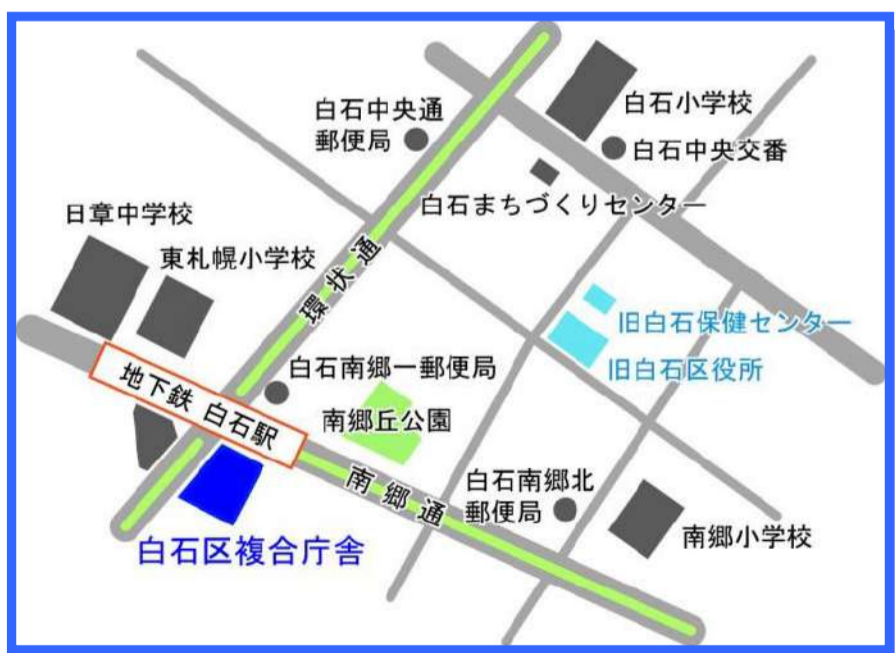 白石中央通
郵便局
白石小学校
白石中央交番
白石まちづくりセンター
日章中学校
東札幌小学校
環状通
旧白石保健センター
旧白石区役所
白石南郷一郵便局
地下鉄 白石駅
南郷丘公園
南郷通
白石南郷北
郵便局
南郷小学校
白石区複合庁舎